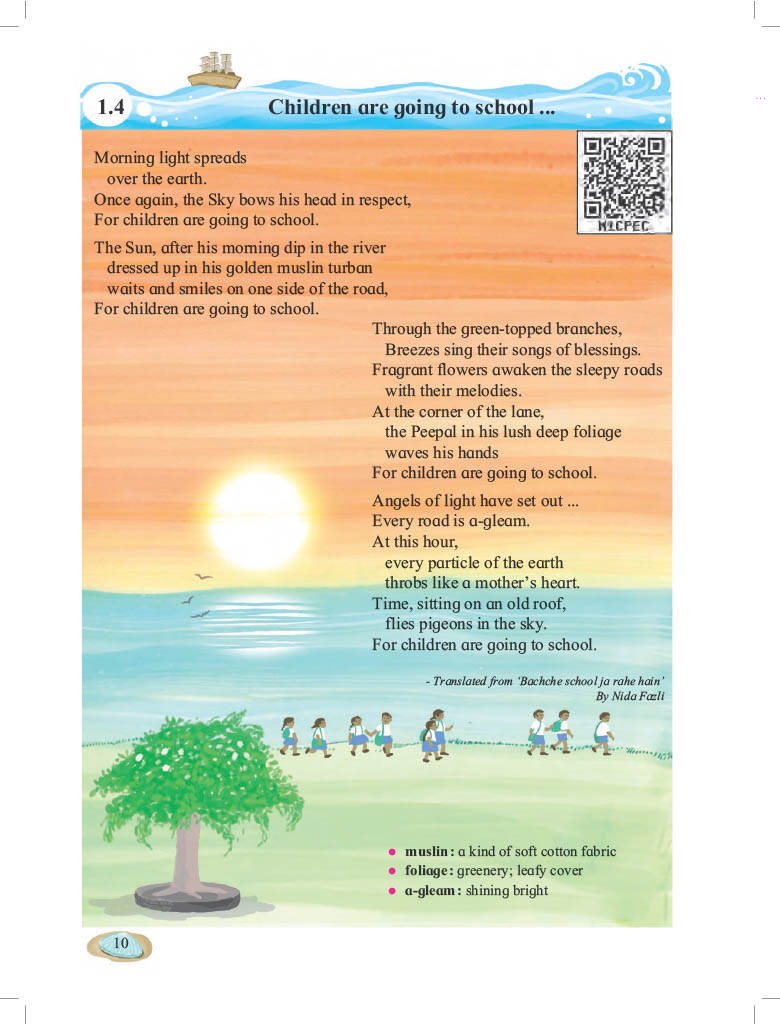 1.4
Children are going to school ...
Morning light spreads
over the earth.
Once again, the Sky bows his head in respect,
For children are going to school.
The Sun, after his morning dip in the river
dressed up in his golden muslin turban
waits and smiles on one side of the road,
For children are going to school.
Through the green-topped branches,
Breezes sing their songs of blessings.
Fragrant flowers awaken the sleepy roads
with their melodies.
At the corner of the lane,
the Peepal in his lush deep foliage
waves his hands
For children are going to school.
Angels of light have set out ...
Every road is a-gleam.
At this hour,
every particle of the earth
throbs like a mother's heart.
Time, sitting on an old roof,
flies pigeons in the sky.
For children are going to school.
- Translated from 'Bachche school ja rahe hain'
By Nida Fazli
• muslin : a kind of soft cotton fabric
• foliage : greenery; leafy cover
• a-gleam : shining bright
10